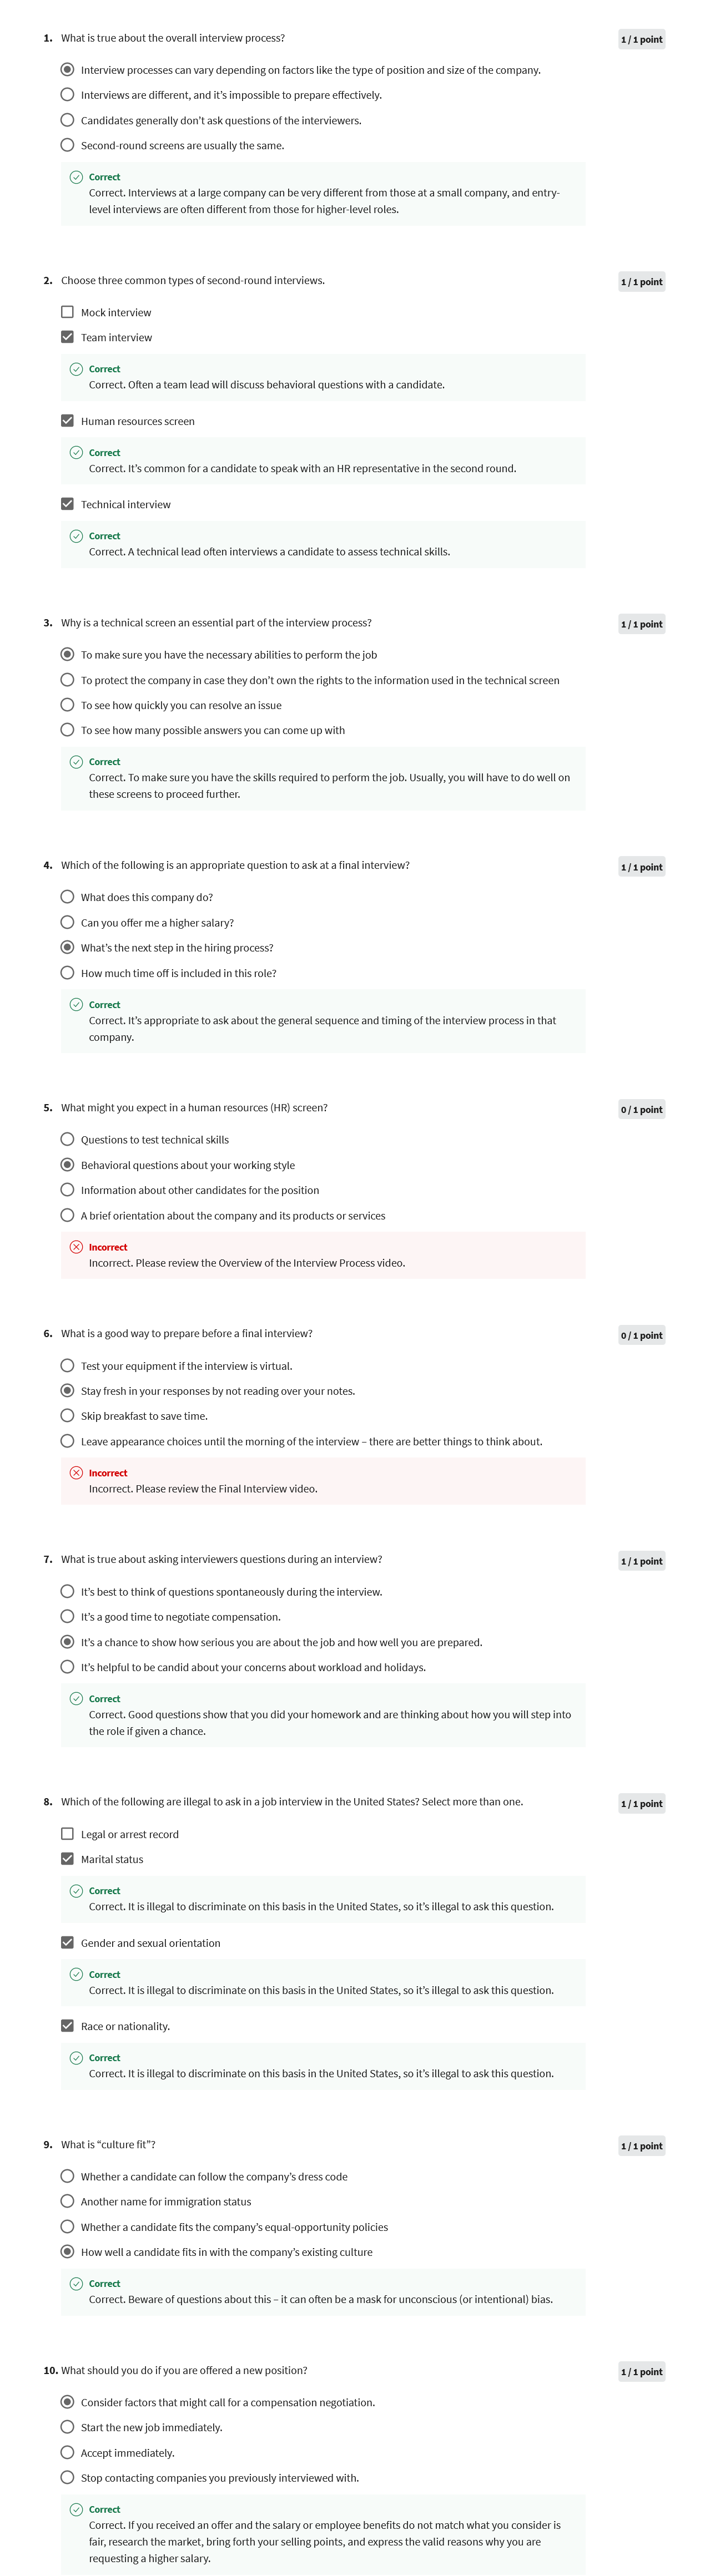 1. What is true about the overall interview process?
1 / 1 point
Interview processes can vary depending on factors like the type of position and size of the company.
Interviews are different, and it’s impossible to prepare effectively.
Candidates generally don’t ask questions of the interviewers.
Second-round screens are usually the same.
Correct
Correct. Interviews at a large company can be very different from those at a small company, and entry-
level interviews are often different from those for higher-level roles.
2. Choose three common types of second-round interviews.
1 / 1 point
Mock interview
Team interview
Correct
Correct. Often a team lead will discuss behavioral questions with a candidate.
Human resources screen
Correct
Correct. It’s common for a candidate to speak with an HR representative in the second round.
Technical interview
Correct
Correct. A technical lead often interviews a candidate to assess technical skills.
3. Why is a technical screen an essential part of the interview process?
1 / 1 point
To make sure you have the necessary abilities to perform the job
To protect the company in case they don’t own the rights to the information used in the technical screen
To see how quickly you can resolve an issue
To see how many possible answers you can come up with
Correct
Correct. To make sure you have the skills required to perform the job. Usually, you will have to do well on
these screens to proceed further.
4. Which of the following is an appropriate question to ask at a final interview?
1 / 1 point
What does this company do?
Can you offer me a higher salary?
What’s the next step in the hiring process?
How much time off is included in this role?
Correct
Correct. It’s appropriate to ask about the general sequence and timing of the interview process in that
company.
5. What might you expect in a human resources (HR) screen?
0 / 1 point
Questions to test technical skills
Behavioral questions about your working style
Information about other candidates for the position
A brief orientation about the company and its products or services
Incorrect
Incorrect. Please review the Overview of the Interview Process video.
6. What is a good way to prepare before a final interview?
0 / 1 point
Test your equipment if the interview is virtual.
Stay fresh in your responses by not reading over your notes.
Skip breakfast to save time.
Leave appearance choices until the morning of the interview – there are better things to think about.
Incorrect
Incorrect. Please review the Final Interview video.
7. What is true about asking interviewers questions during an interview?
1 / 1 point
It’s best to think of questions spontaneously during the interview.
It’s a good time to negotiate compensation.
It’s a chance to show how serious you are about the job and how well you are prepared.
It’s helpful to be candid about your concerns about workload and holidays.
Correct
Correct. Good questions show that you did your homework and are thinking about how you will step into
the role if given a chance.
8. Which of the following are illegal to ask in a job interview in the United States? Select more than one.
1 / 1 point
Legal or arrest record
Marital status
Correct
Correct. It is illegal to discriminate on this basis in the United States, so it’s illegal to ask this question.
Gender and sexual orientation
Correct
Correct. It is illegal to discriminate on this basis in the United States, so it’s illegal to ask this question.
Race or nationality.
Correct
Correct. It is illegal to discriminate on this basis in the United States, so it’s illegal to ask this question.
9. What is “culture fit”?
1 / 1 point
Whether a candidate can follow the company’s dress code
Another name for immigration status
Whether a candidate fits the company’s equal-opportunity policies
How well a candidate fits in with the company’s existing culture
Correct
Correct. Beware of questions about this – it can often be a mask for unconscious (or intentional) bias.
10. What should you do if you are offered a new position?
1 / 1 point
Consider factors that might call for a compensation negotiation.
Start the new job immediately.
Accept immediately.
Stop contacting companies you previously interviewed with.
Correct
Correct. If you received an offer and the salary or employee benefits do not match what you consider is
fair, research the market, bring forth your selling points, and express the valid reasons why you are
requesting a higher salary.